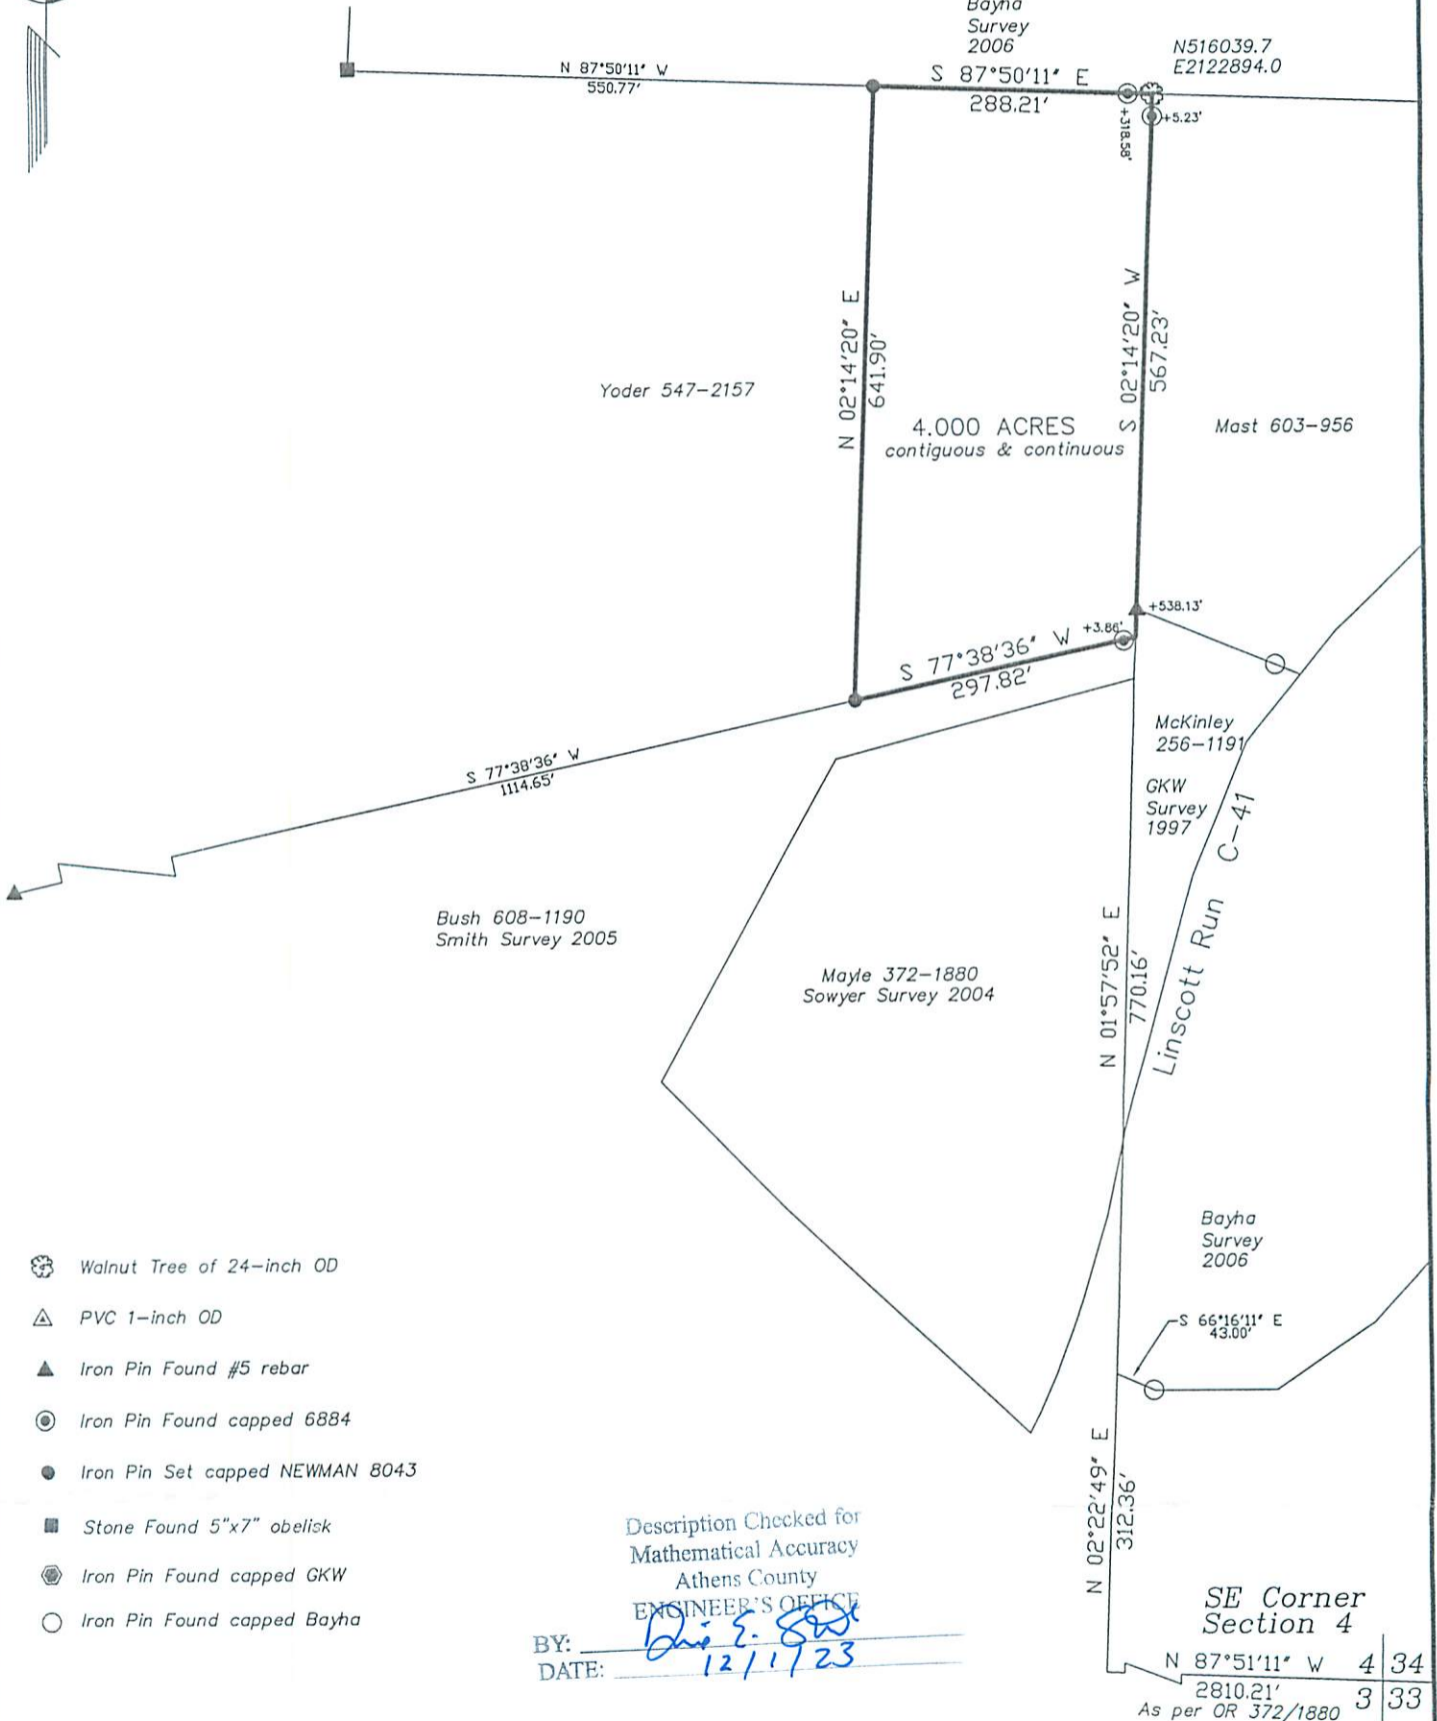 Bayha
Survey
2006
N516039.7
E2122894.0
N 87°50'11" W
550.77'
S 87°50'11" E
288.21'
+318.58'
+5.23'
N 02°14'20" E
641.90'
S 02°14'20" W
567.23'
Yoder 547-2157
4.000 ACRES
contiguous & continuous
Mast 603-956
+538.13'
+3.86'
S 77°38'36" W
297.82'
S 77°38'36" W
1114.65'
McKinley
256-1191
GKW
Survey
1997
Linscott Run C-41
Bush 608-1190
Smith Survey 2005
Mayle 372-1880
Sowyer Survey 2004
N 01°57'52" E
770.16'
Bayha
Survey
2006
S 66°16'11" E
43.00'
N 02°22'49" E
312.36'
Walnut Tree of 24-inch OD
PVC 1-inch OD
Iron Pin Found #5 rebar
Iron Pin Found capped 6884
Iron Pin Set capped NEWMAN 8043
Stone Found 5"x7" obelisk
Iron Pin Found capped GKW
Iron Pin Found capped Bayha
Description Checked for
Mathematical Accuracy
Athens County
ENGINEER'S OFFICE
BY:
DATE: 12/1/23
SE Corner
Section 4
N 87°51'11" W 4 34
2810.21' 3 33
As per OR 372/1880